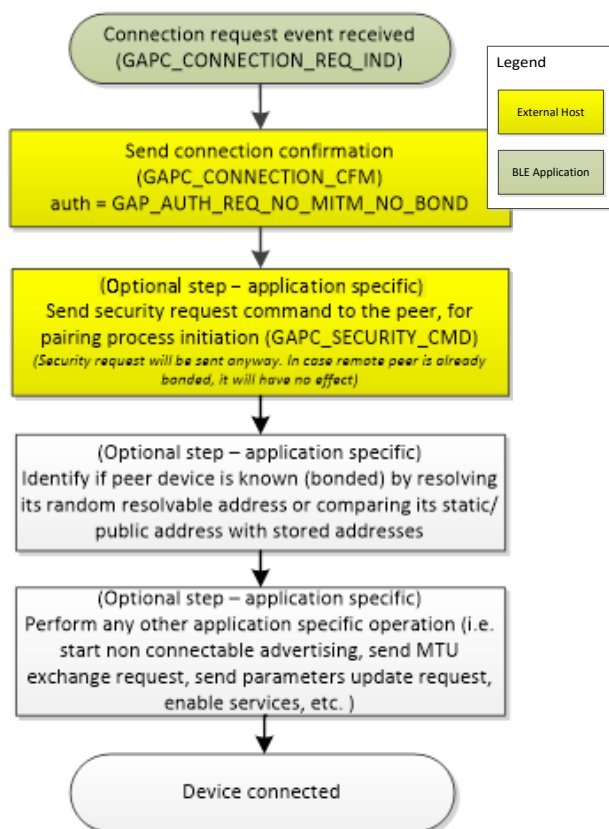 Connection request event received
(GAPC_CONNECTION_REQ_IND)
Legend
External Host
BLE Application
Send connection confirmation
(GAPC_CONNECTION_CFM)
auth = GAP_AUTH_REQ_NO_MITM_NO_BOND
(Optional step – application specific)
Send security request command to the peer, for
pairing process initiation (GAPC_SECURITY_CMD)
(Security request will be sent anyway. In case remote peer is already
bonded, it will have no effect)
(Optional step – application specific)
Identify if peer device is known (bonded) by resolving
its random resolvable address or comparing its static/
public address with stored addresses
(Optional step – application specific)
Perform any other application specific operation (i.e.
start non connectable advertising, send MTU
exchange request, send parameters update request,
enable services, etc. )
Device connected